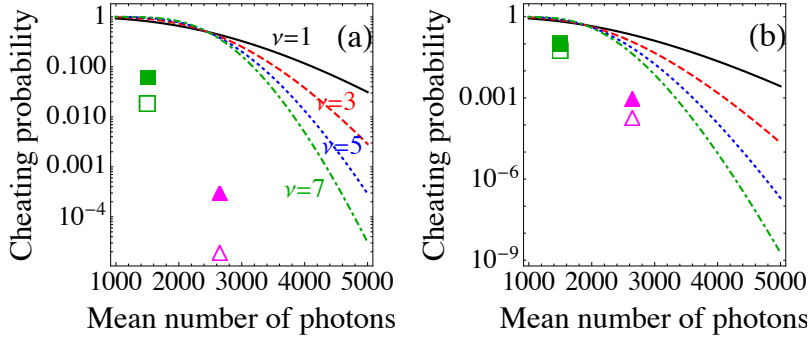 (a)
ν=1
ν=3
ν=5
ν=7
Cheating probability
1
0.100
0.010
0.001
10⁻⁴
1000 2000 3000 4000 5000
Mean number of photons
(b)
Cheating probability
1
0.001
10⁻⁶
10⁻⁹
1000 2000 3000 4000 5000
Mean number of photons